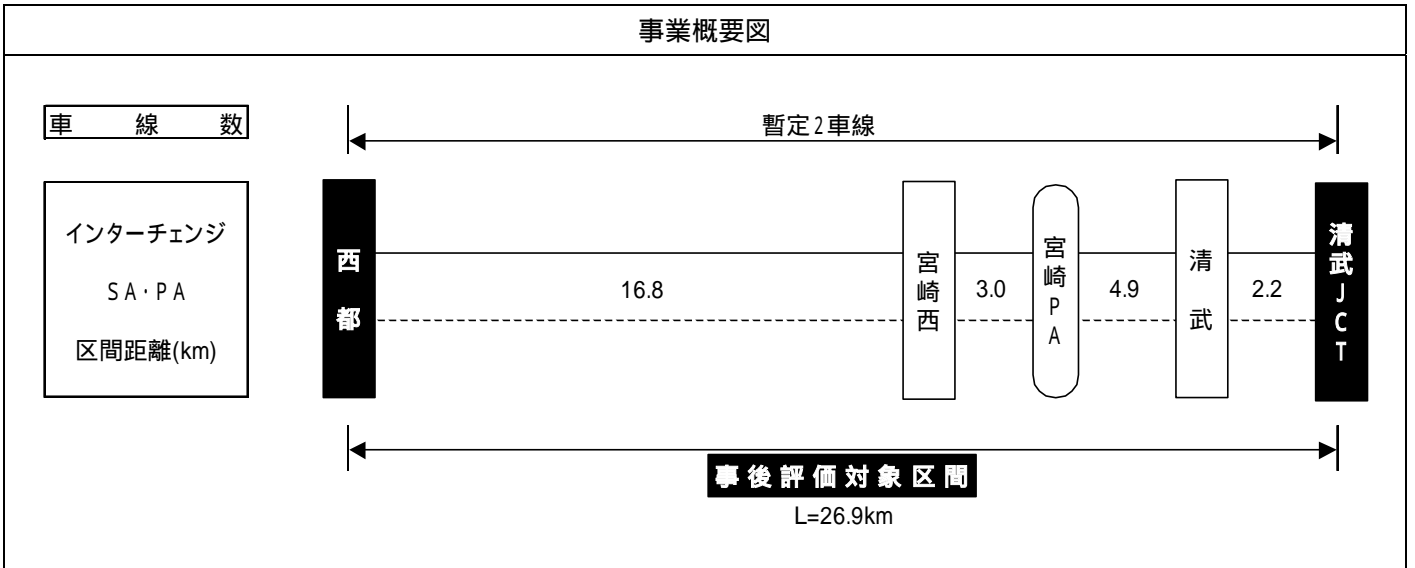 事業概要図
車線数
暫定2車線
インターチェンジ
SA・PA
区間距離(km)
西都
16.8
宮崎西
3.0
宮崎PA
4.9
清武
2.2
清武JCT
事後評価対象区間
L=26.9km